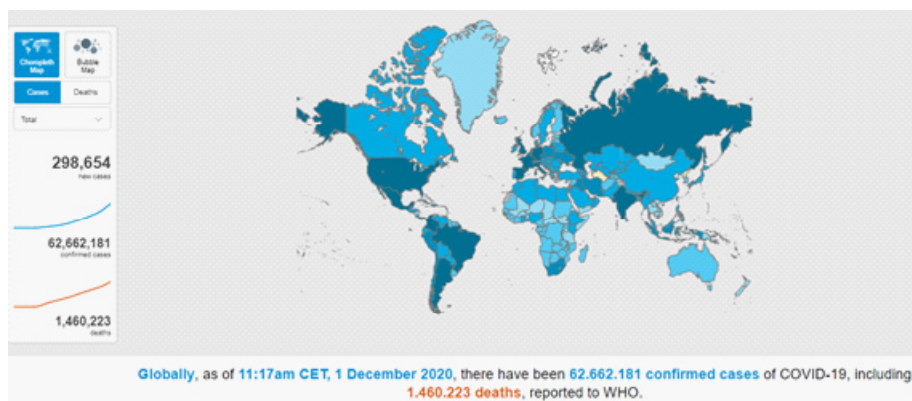 Choropleth
Map
Bubble
Map
Cases
Deaths
Total
298,654
new cases
62,662,181
confirmed cases
1,460,223
deaths
Globally, as of 11:17am CET, 1 December 2020, there have been 62.662.181 confirmed cases of COVID-19, including
1.460.223 deaths, reported to WHO.